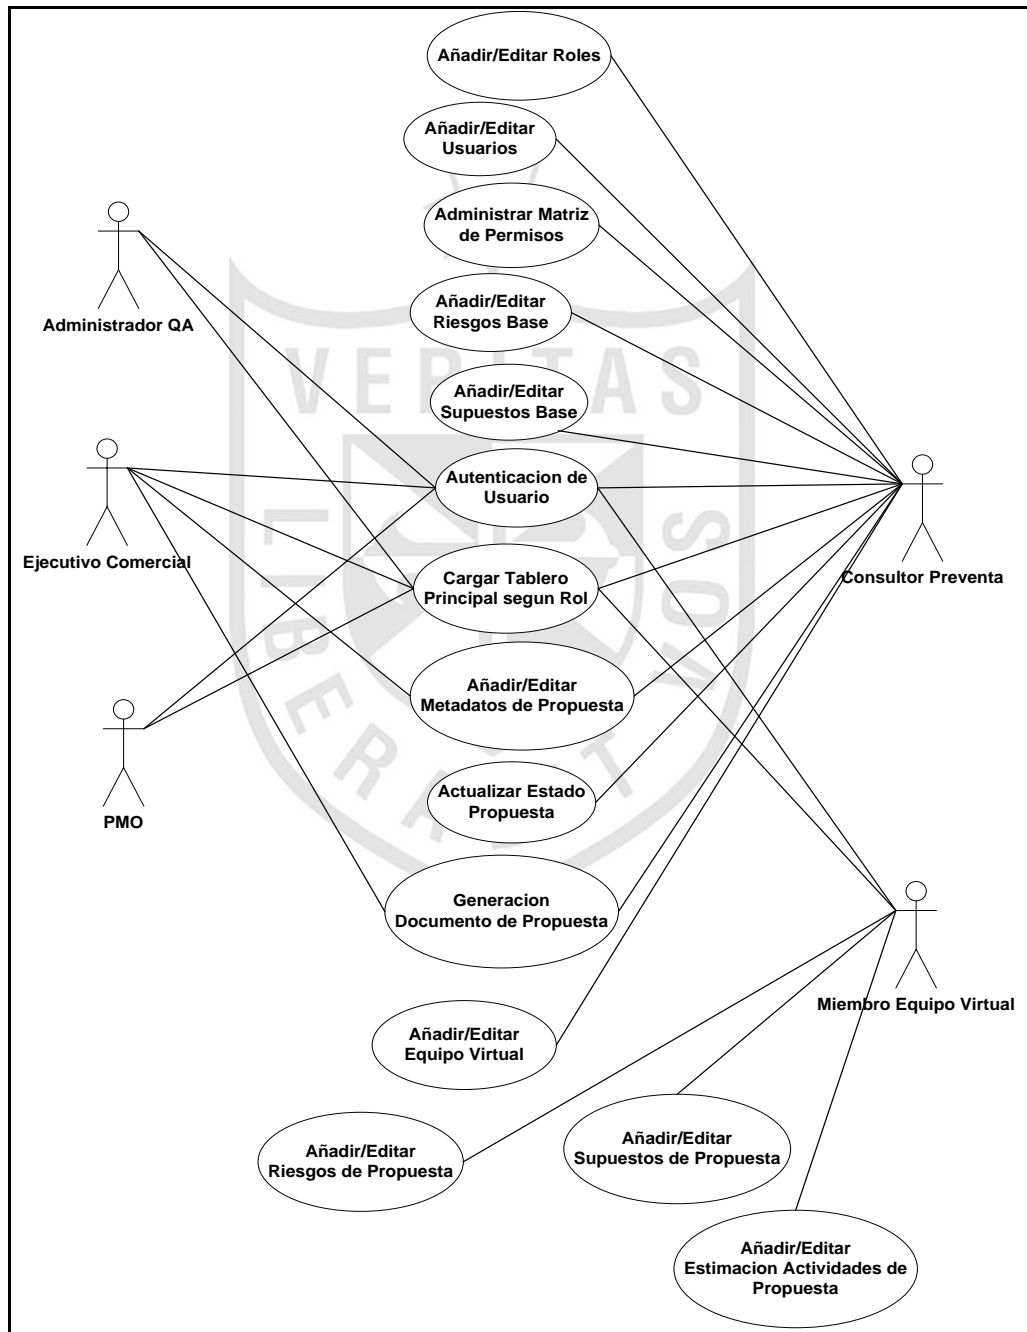 Añadir/Editar Roles
Añadir/Editar
Usuarios
Administrar Matriz
de Permisos
Administrador QA
Añadir/Editar
Riesgos Base
VERITAS
Añadir/Editar
Supuestos Base
Autenticacion de
Usuario
Ejecutivo Comercial
Consultor Preventa
Cargar Tablero
Principal segun Rol
LIBERABIT
VOS
Añadir/Editar
Metadatos de Propuesta
PMO
Actualizar Estado
Propuesta
Generacion
Documento de Propuesta
Miembro Equipo Virtual
Añadir/Editar
Equipo Virtual
Añadir/Editar
Riesgos de Propuesta
Añadir/Editar
Supuestos de Propuesta
Añadir/Editar
Estimacion Actividades de
Propuesta